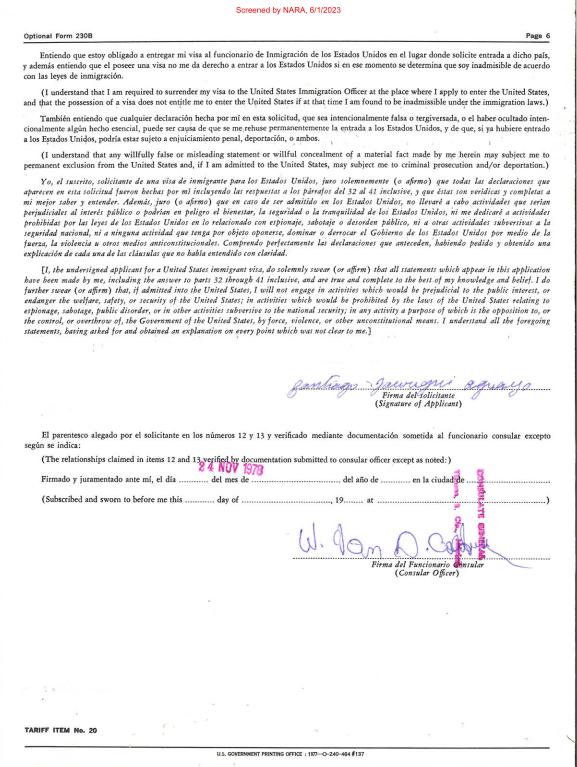 Screened by NARA, 6/1/2023
Optional Form 230B
Page 6
Entiendo que estoy obligado a entregar mi visa al funcionario de Inmigración de los Estados Unidos en el lugar donde solicite entrada a dicho país,
y además entiendo que el poseer una visa no me da derecho a entrar a los Estados Unidos si en ese momento se determina que soy inadmisible de acuerdo
con las leyes de inmigración.
(I understand that I am required to surrender my visa to the United States Immigration Officer at the place where I apply to enter the United States,
and that the possession of a visa does not entitle me to enter the United States if at that time I am found to be inadmissible under the immigration laws.)
También entiendo que cualquier declaración hecha por mí en esta solicitud, que sea intencionalmente falsa o tergiversada, o el haber ocultado inten-
cionalmente algún hecho esencial, puede ser causa de que se me rehuse permanentemente la entrada a los Estados Unidos, y de que, si ya hubiere entrado
a los Estados Unidos, podría estar sujeto a enjuiciamiento penal, deportación, o ambos.
(I understand that any willfully false or misleading statement or willful concealment of a material fact made by me herein may subject me to
permanent exclusion from the United States and, if I am admitted to the United States, may subject me to criminal prosecution and/or deportation.)
Yo, el suscrito, solicitante de una visa de inmigrante para los Estados Unidos, juro solemnemente (o afirmo) que todas las declaraciones que
aparecen en esta solicitud fueron hechas por mí incluyendo las respuestas a los párrafos del 32 al 41 inclusive, y que éstas son verídicas y completas a
mi mejor saber y entender. Además, juro (o afirmo) que en caso de ser admitido en los Estados Unidos, no llevaré a cabo actividades que serían
perjudiciales al interés público o podrían en peligro el bienestar, la seguridad o la tranquilidad de los Estados Unidos, ni me dedicaré a actividades
prohibidas por las leyes de los Estados Unidos en lo relacionado con espionaje, sabotaje o desorden público, ni a otras actividades subversivas a la
seguridad nacional, ni a ninguna actividad que tenga por objeto oponerse, dominar o derrocar el Gobierno de los Estados Unidos por medio de la
fuerza, la violencia u otros medios anticonstitucionales. Comprendo perfectamente las declaraciones que anteceden, habiendo pedido y obtenido una
explicación de cada una de las cláusulas que no había entendido con claridad.
[I, the undersigned applicant for a United States immigrant visa, do solemnly swear (or affirm) that all statements which appear in this application
have been made by me, including the answer to parts 32 through 41 inclusive, and are true and complete to the best of my knowledge and belief. I do
further swear (or affirm) that, if admitted into the United States, I will not engage in activities which would be prejudicial to the public interest, or
endanger the welfare, safety, or security of the United States; in activities which would be prohibited by the laws of the United States relating to
espionage, sabotage, public disorder, or in other activities subversive to the national security; in any activity a purpose of which is the opposition to, or
the control, or overthrow of, the Government of the United States, by force, violence, or other unconstitutional means. I understand all the foregoing
statements, having asked for and obtained an explanation on every point which was not clear to me.]
Firma del solicitante
(Signature of Applicant)
El parentesco alegado por el solicitante en los números 12 y 13 y verificado mediante documentación sometida al funcionario consular excepto
según se indica:
(The relationships claimed in items 12 and 13 verified by documentation submitted to consular officer except as noted:)
24 NOV 1978
Firmado y juramentado ante mí, el día ........... del mes de .............................. del año de ........... en la ciudad de ..............................
(Subscribed and sworn to before me this ........... day of .............................., 19....... at ..............................)
CONSULATE GENERAL
W. Van D.
Firma del Funcionario Consular
(Consular Officer)
TARIFF ITEM No. 20
U.S. GOVERNMENT PRINTING OFFICE : 1977—O-240-464 #137